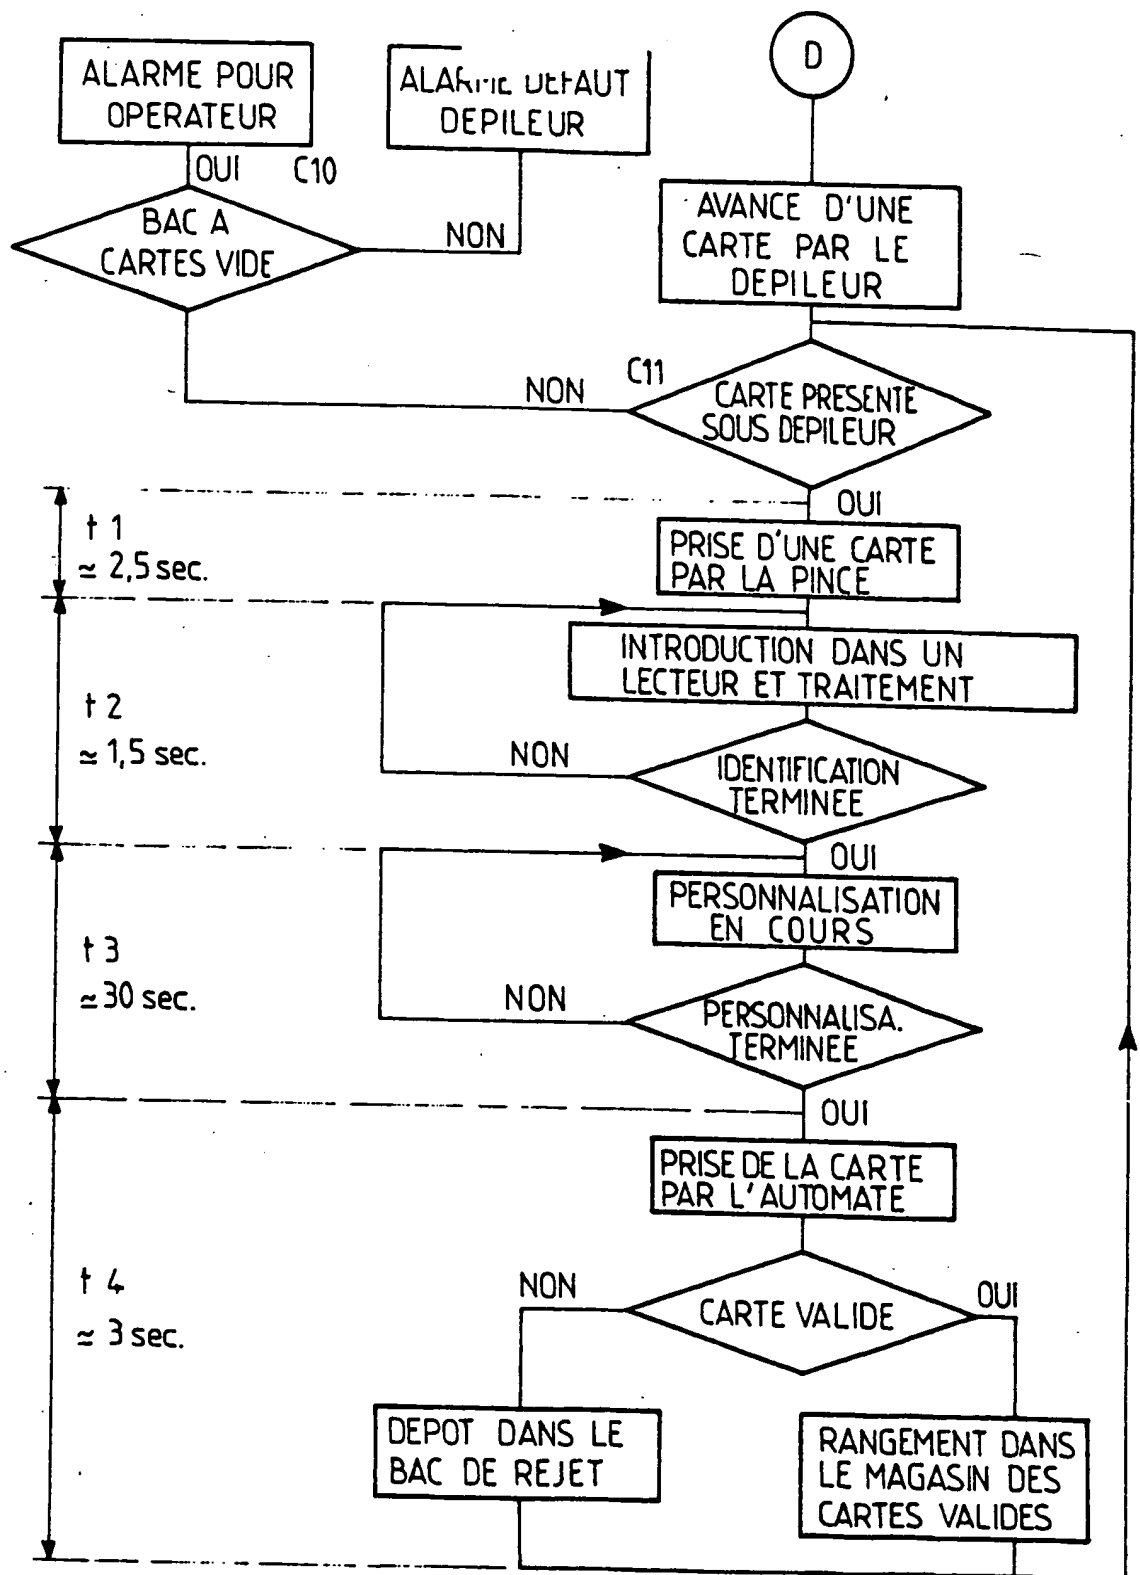 D
ALARME POUR
OPERATEUR
ALARME DEFAUT
DEPILEUR
OUI
C10
BAC A
CARTES VIDE
NON
AVANCE D'UNE
CARTE PAR LE
DEPILEUR
C11
NON
CARTE PRESENTE
SOUS DEPILEUR
OUI
t 1
≃ 2,5 sec.
PRISE D'UNE CARTE
PAR LA PINCE
INTRODUCTION DANS UN
LECTEUR ET TRAITEMENT
t 2
≃ 1,5 sec.
NON
IDENTIFICATION
TERMINEE
OUI
PERSONNALISATION
EN COURS
t 3
≃ 30 sec.
NON
PERSONNALISA.
TERMINEE
OUI
PRISE DE LA CARTE
PAR L'AUTOMATE
t 4
≃ 3 sec.
NON
CARTE VALIDE
OUI
DEPOT DANS LE
BAC DE REJET
RANGEMENT DANS
LE MAGASIN DES
CARTES VALIDES